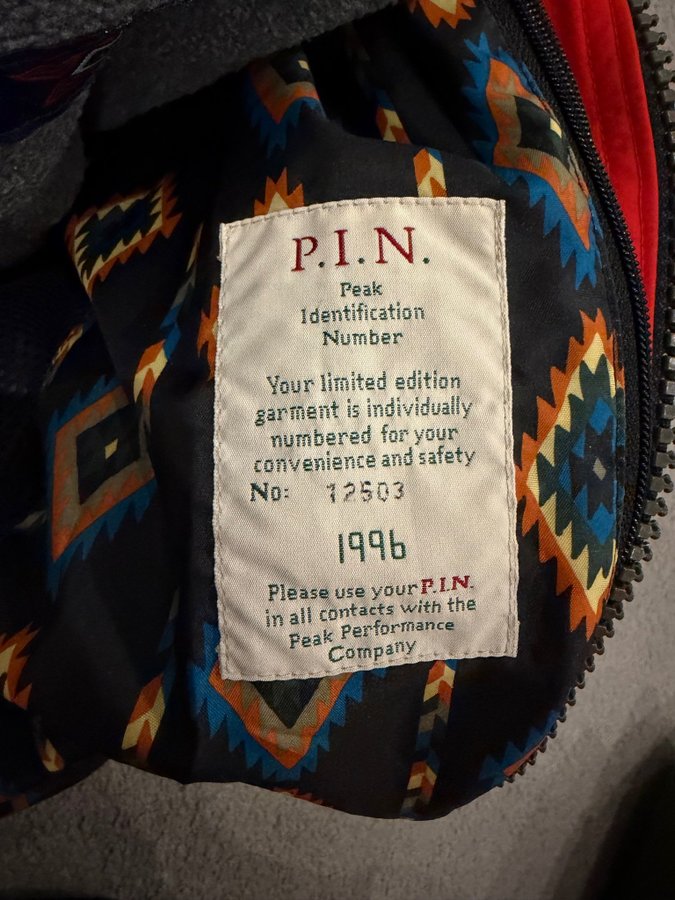 P.I.N.
Peak
Identification
Number
Your limited edition
garment is individually
numbered for your
convenience and safety
No: 12503
1996
Please use your P.I.N.
in all contacts with the
Peak Performance
Company